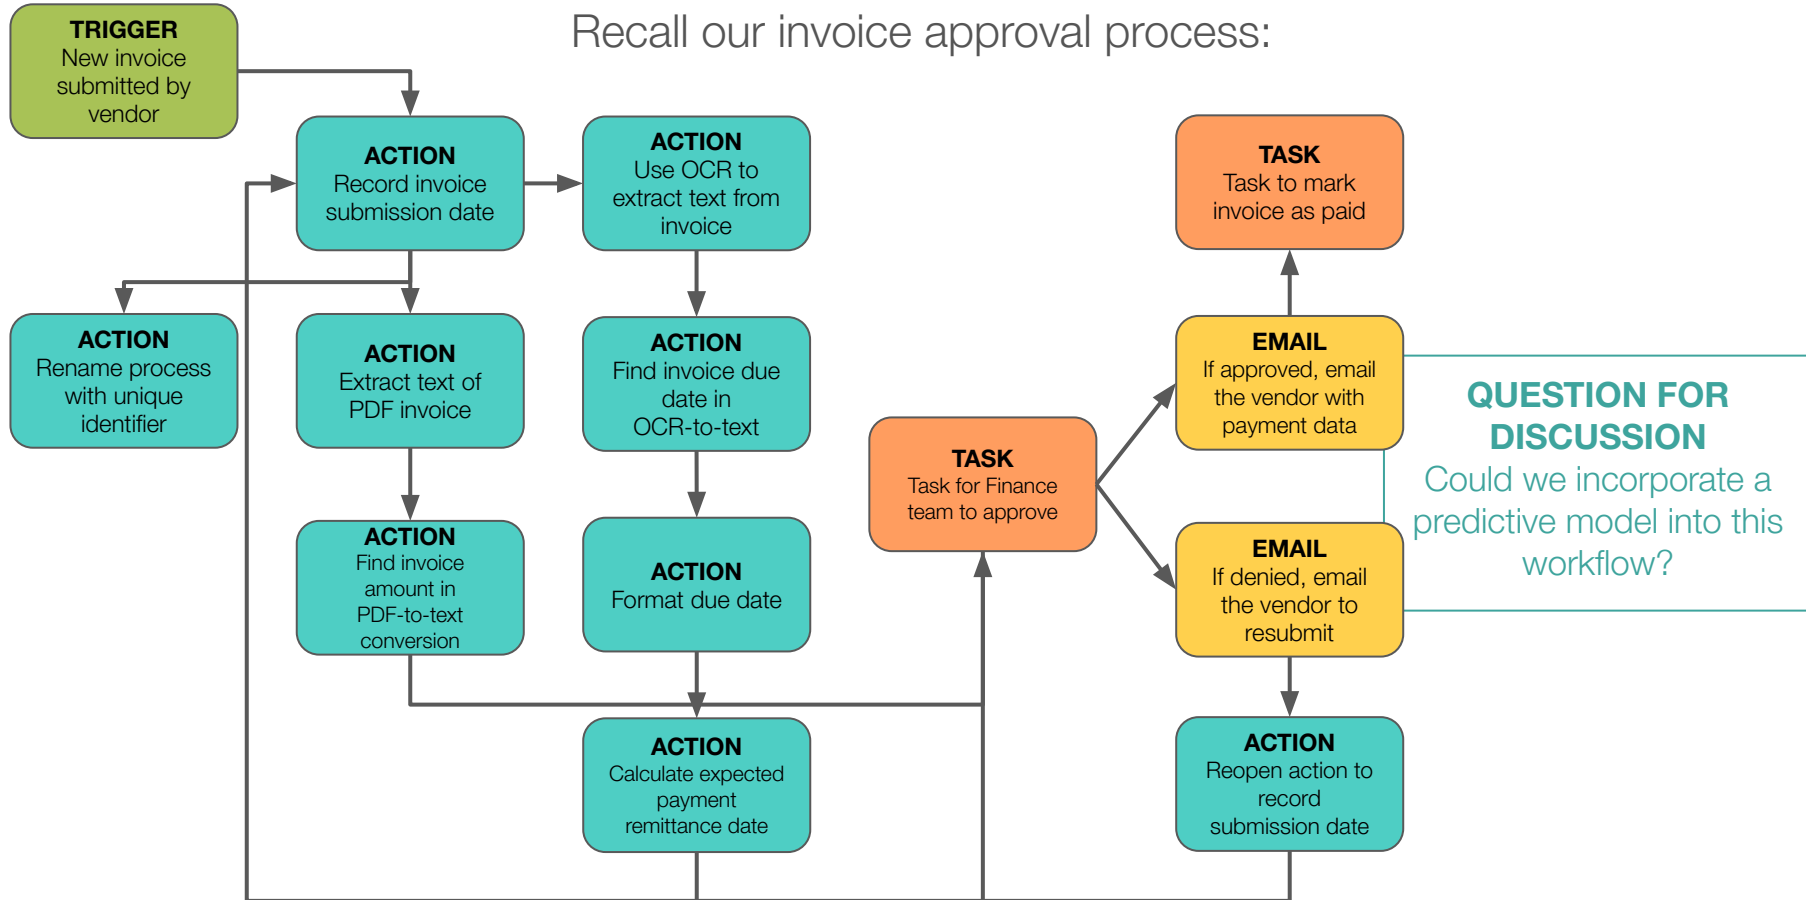 Recall our invoice approval process:
TRIGGER
New invoice
submitted by
vendor
ACTION
Record invoice
submission date
ACTION
Use OCR to
extract text from
invoice
TASK
Task to mark
invoice as paid
ACTION
Rename process
with unique
identifier
ACTION
Extract text of
PDF invoice
ACTION
Find invoice due
date in
OCR-to-text
EMAIL
If approved, email
the vendor with
payment data
QUESTION FOR
DISCUSSION
Could we incorporate a
predictive model into this
workflow?
TASK
Task for Finance
team to approve
ACTION
Find invoice
amount in
PDF-to-text
conversion
ACTION
Format due date
EMAIL
If denied, email
the vendor to
resubmit
ACTION
Calculate expected
payment
remittance date
ACTION
Reopen action to
record
submission date